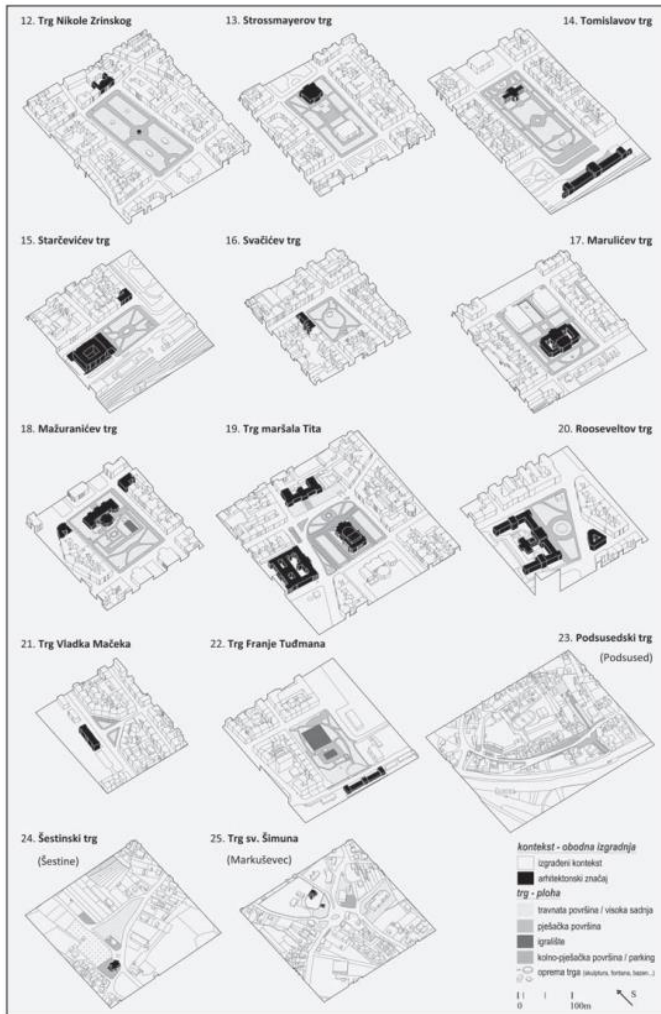 12. Trg Nikole Zrinskog
13. Strossmayerov trg
14. Tomislavov trg
15. Starčevićev trg
16. Svačićev trg
17. Marulićev trg
18. Mažuranićev trg
19. Trg maršala Tita
20. Rooseveltov trg
21. Trg Vladka Mačeka
22. Trg Franje Tuđmana
23. Podsusedski trg
(Podsused)
24. Šestinski trg
(Šestine)
25. Trg sv. Šimuna
(Markuševec)
kontekst - obodna izgradnja
izgrađeni kontekst
arhitektonski značaj
trg - ploha
travnata površina / visoka sadnja
pješačka površina
igralište
kolno-pješačka površina / parking
oprema trga (skulptura, fontana, bazen...)
0 100m
S